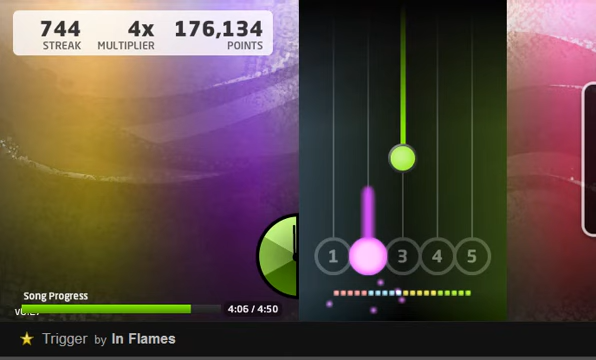 744 4x 176,134
STREAK MULTIPLIER POINTS
1 3 4 5
Song Progress
4:06 / 4:50
Trigger by In Flames